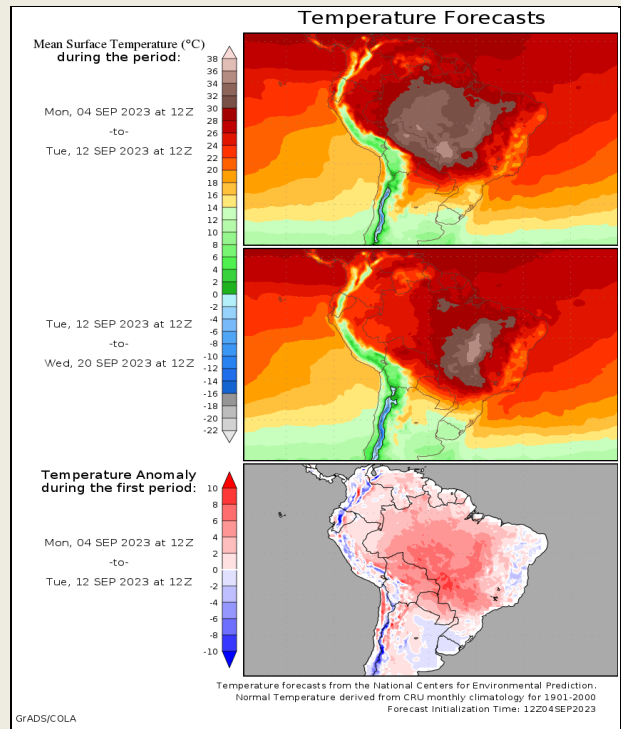 Temperature Forecasts
Mean Surface Temperature (°C)
during the period:
Mon, 04 SEP 2023 at 12Z
-to-
Tue, 12 SEP 2023 at 12Z
38
36
34
33
32
30
28
26
24
22
20
18
16
14
12
10
8
6
4
2
0
-2
-4
-6
-8
-10
-12
-14
-16
-18
-20
-22
Tue, 12 SEP 2023 at 12Z
-to-
Wed, 20 SEP 2023 at 12Z
Temperature Anomaly
during the first period:
Mon, 04 SEP 2023 at 12Z
-to-
Tue, 12 SEP 2023 at 12Z
10
8
6
4
2
0
-2
-4
-6
-8
-10
Temperature forecasts from the National Centers for Environmental Prediction.
Normal Temperature derived from CRU monthly climatology for 1901-2000
Forecast Initialization Time: 12Z04SEP2023
GrADS/COLA